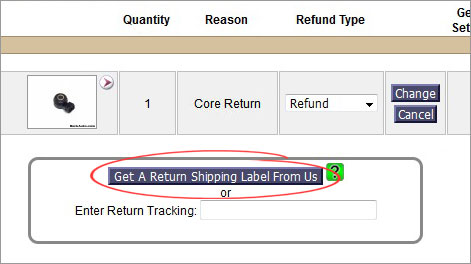 Quantity Reason Refund Type Ge
Set
1 Core Return Refund Change
Cancel
Get A Return Shipping Label From Us ?
or
Enter Return Tracking: